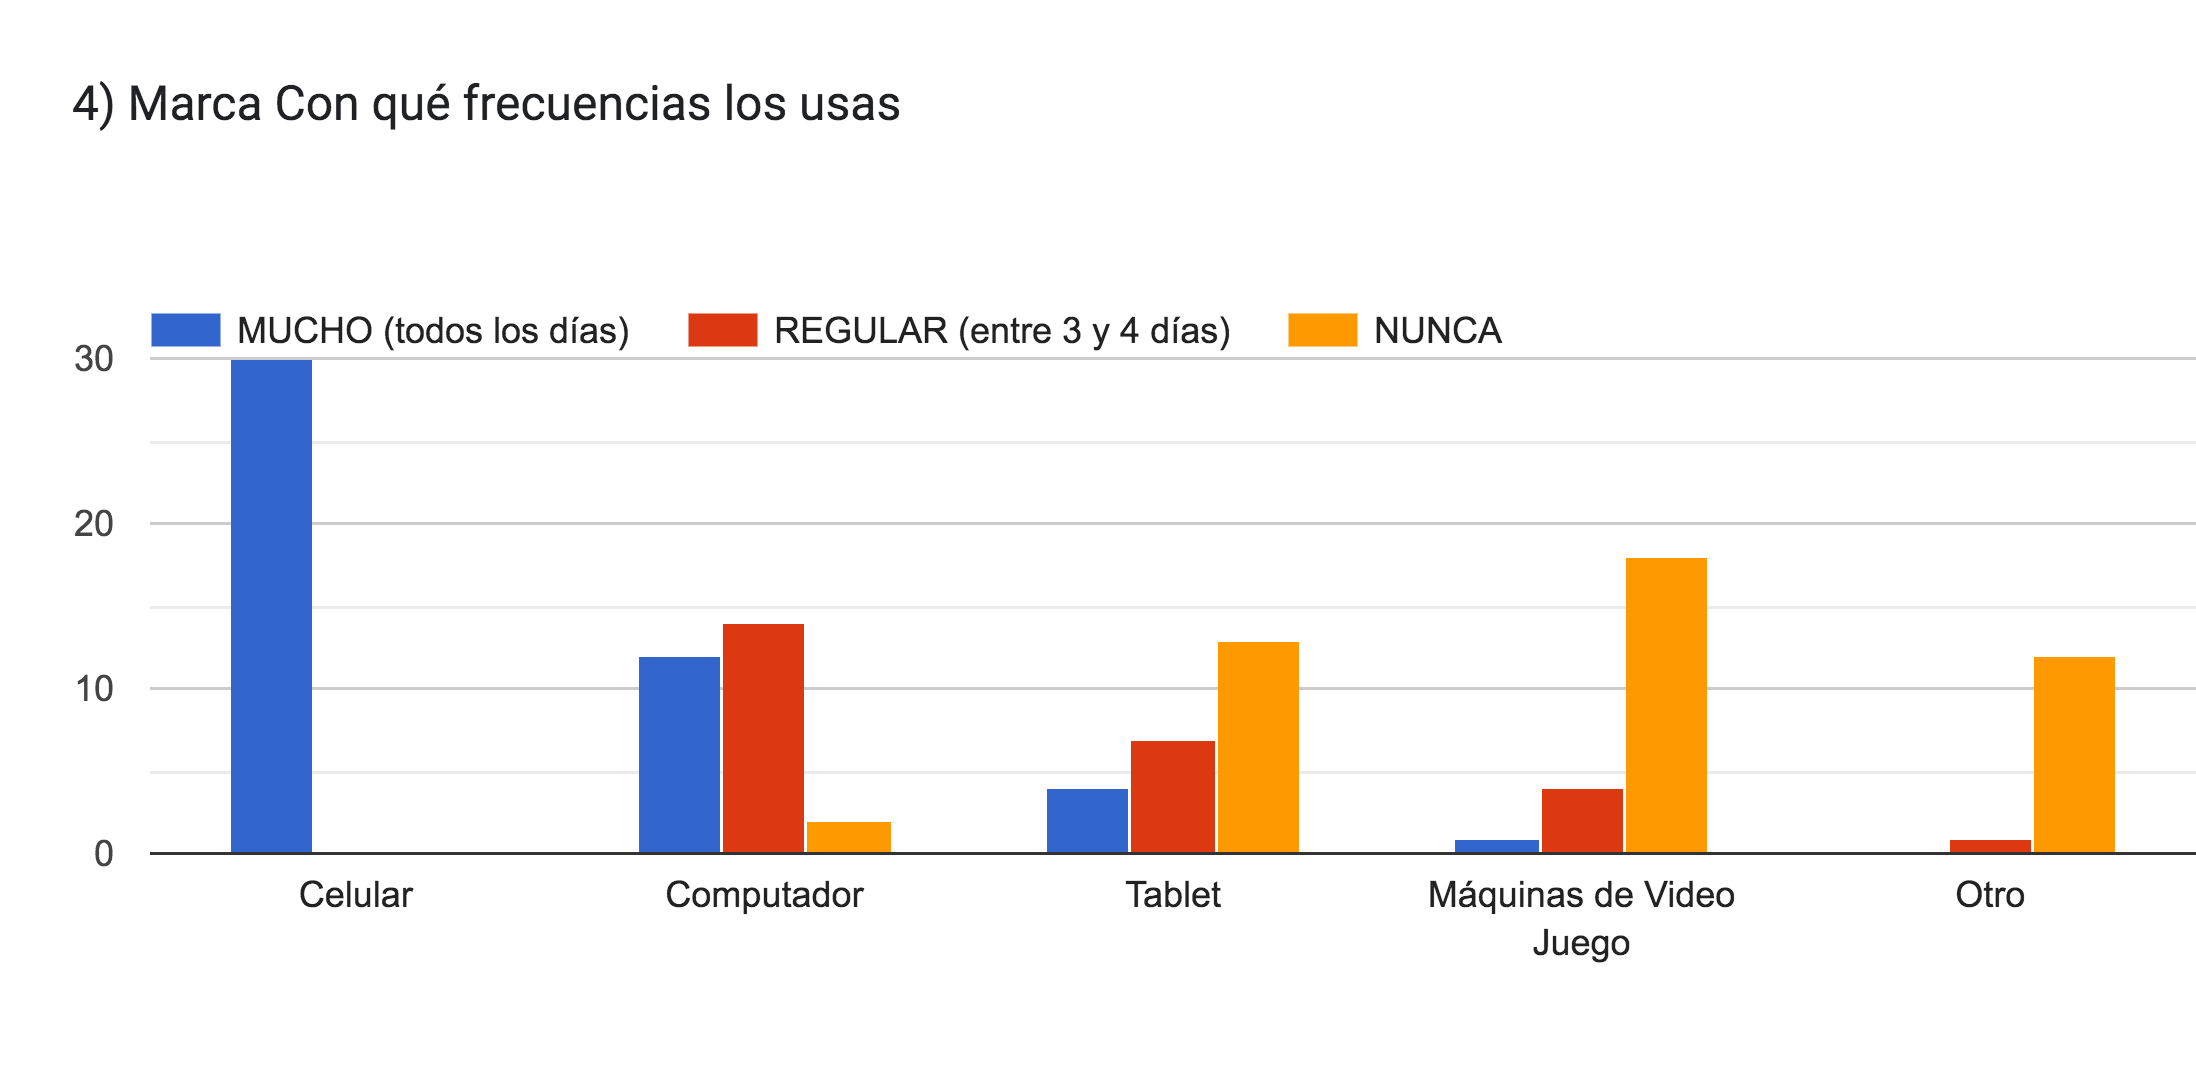 4) Marca Con qué frecuencias los usas
MUCHO (todos los días) REGULAR (entre 3 y 4 días) NUNCA
30
20
10
0
Celular Computador Tablet Máquinas de Video Juego Otro